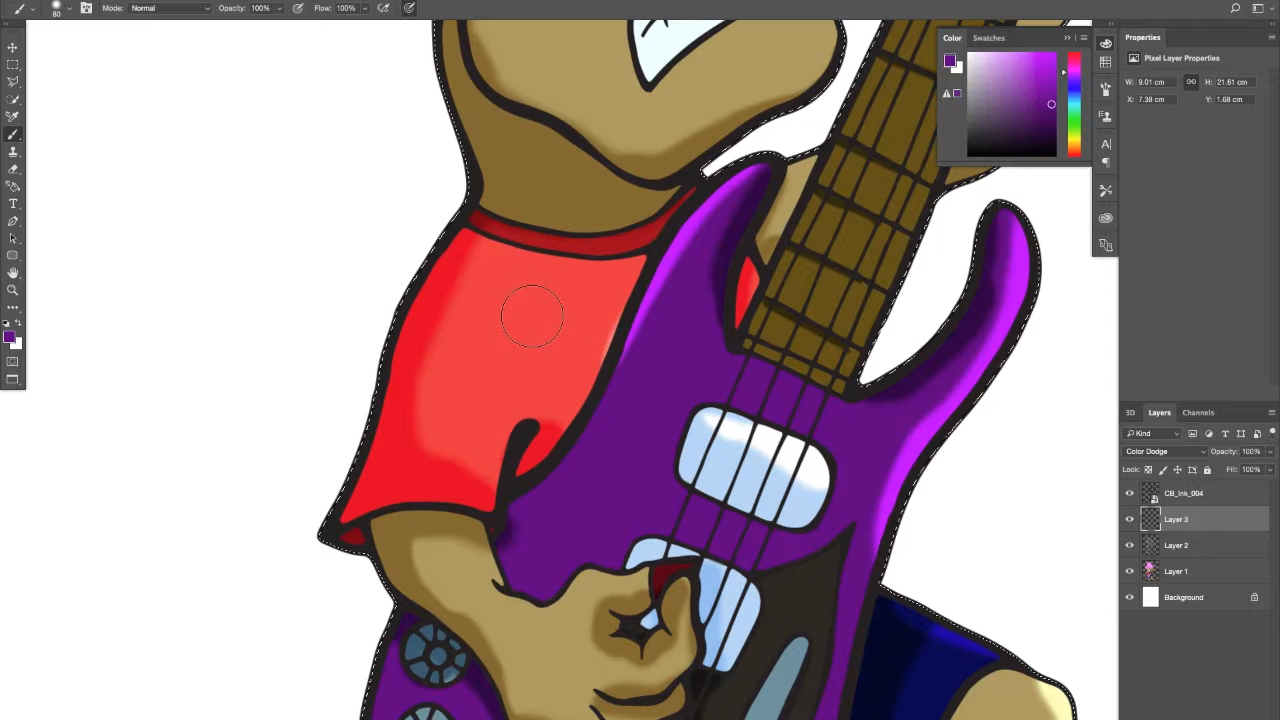 80 Mode: Normal Opacity: 100% Flow: 100%
Color Swatches
Properties
Pixel Layer Properties
W: 9.01 cm H: 21.61 cm
X: 7.38 cm Y: 1.68 cm
3D Layers Channels
Kind
Color Dodge Opacity: 100%
Lock: Fill: 100%
CB_Ink_004
Layer 3
Layer 2
Layer 1
Background